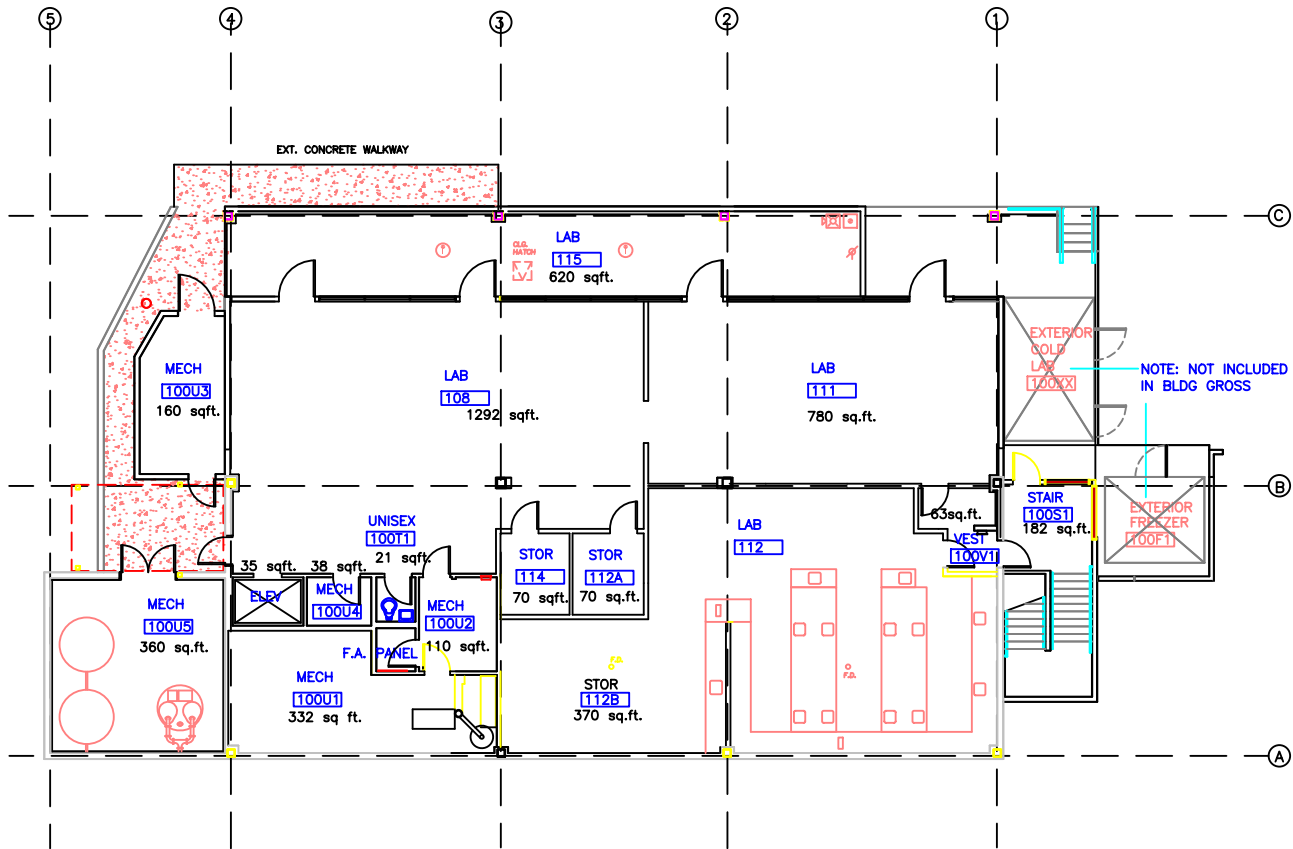 5
4
3
2
1
EXT. CONCRETE WALKWAY
C
LAB
115
620 sqft.
CLG.
HATCH
MECH
100U3
160 sqft.
LAB
108
1292 sqft.
LAB
111
780 sq.ft.
EXTERIOR
COLD
LAB
100XX
NOTE: NOT INCLUDED
IN BLDG GROSS
B
UNISEX
100T1
21 sqft.
LAB
112
63sq.ft.
VEST
100V1
STAIR
100S1
182 sq.ft.
EXTERIOR
FREEZER
100F1
STOR
114
70 sqft.
STOR
112A
70 sq.ft.
35 sqft.
ELEV
38 sqft.
MECH
100U4
MECH
100U5
360 sq.ft.
MECH
100U2
110 sqft.
F.A. PANEL
MECH
100U1
332 sq ft.
F.D.
STOR
112B
370 sq.ft.
F.D.
A